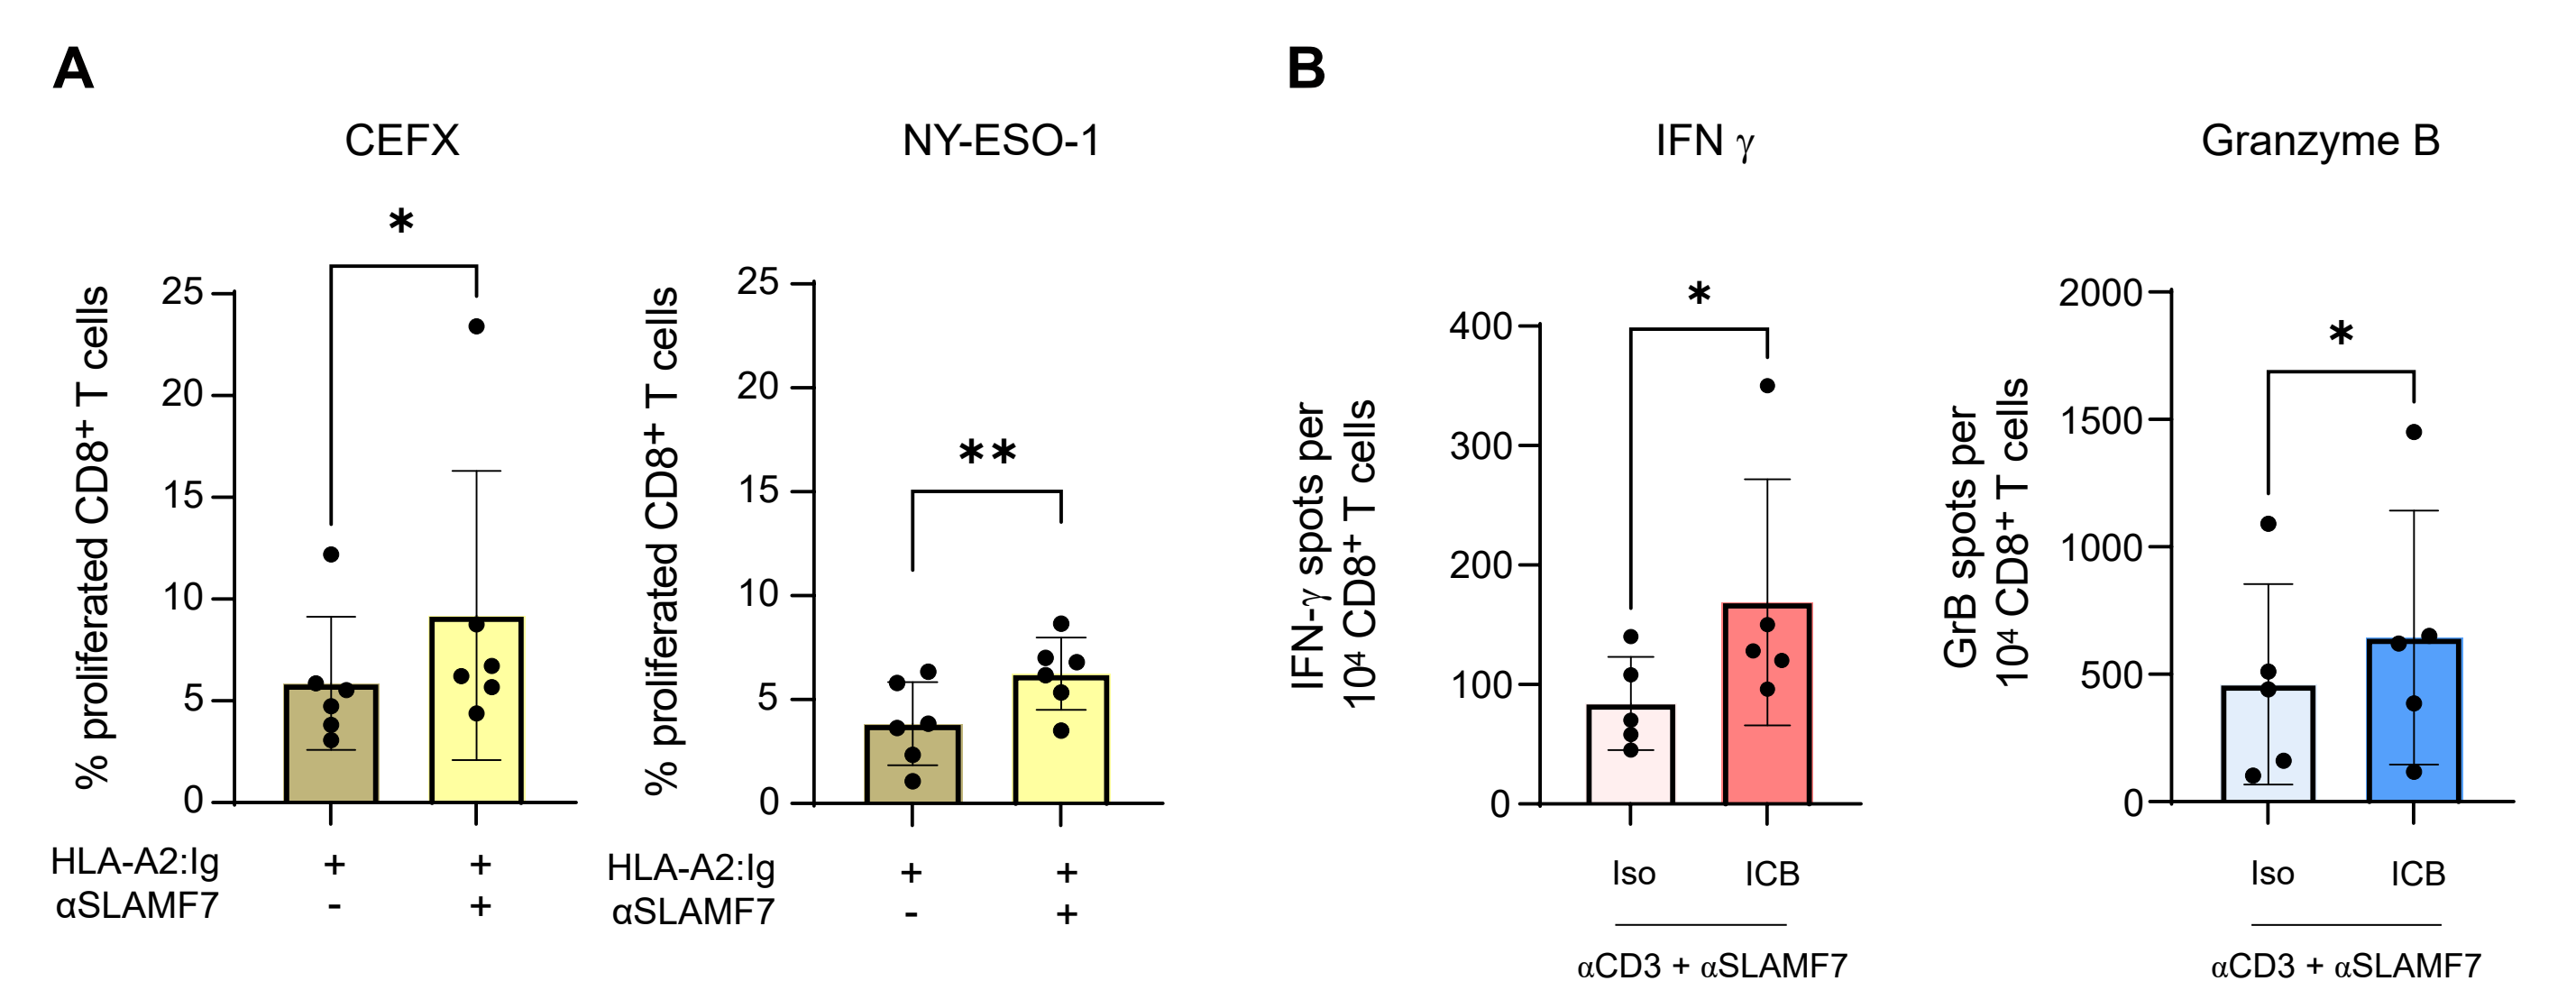 A
B
CEFX
NY-ESO-1
IFN γ
Granzyme B
*
**
*
*
% proliferated CD8⁺ T cells
25
20
15
10
5
0
% proliferated CD8⁺ T cells
25
20
15
10
5
0
IFN-γ spots per
10⁴ CD8⁺ T cells
400
300
200
100
0
GrB spots per
10⁴ CD8⁺ T cells
2000
1500
1000
500
0
HLA-A2:Ig + +
αSLAMF7 - +
HLA-A2:Ig + +
αSLAMF7 - +
Iso ICB
αCD3 + αSLAMF7
Iso ICB
αCD3 + αSLAMF7